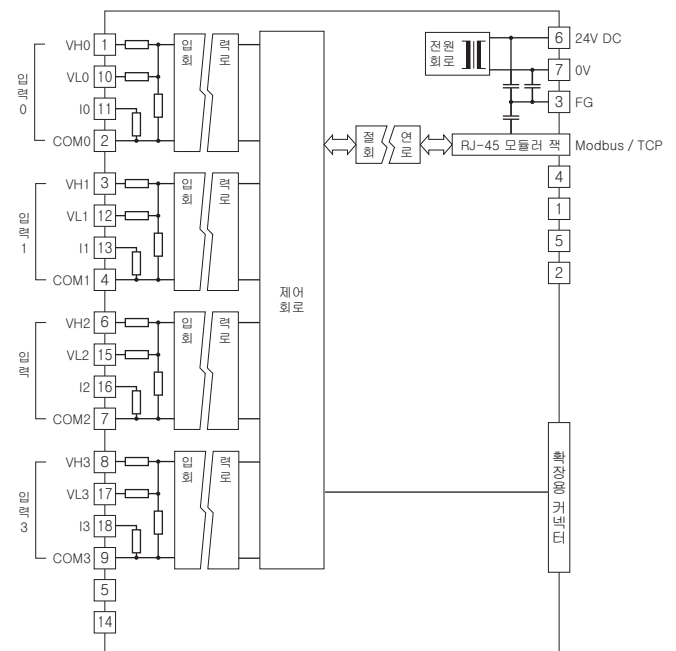 입력 0
VH0 1
VL0 10
I0 11
COM0 2
입 력
회 로
입력 1
VH1 3
VL1 12
I1 13
COM1 4
입 력
회 로
입력
VH2 6
VL2 15
I2 16
COM2 7
입 력
회 로
입력 3
VH3 8
VL3 17
I3 18
COM3 9
입 력
회 로
5
14
제어
회로
전원
회로
6 24V DC
7 0V
3 FG
절 연
회 로
RJ-45 모듈러 잭 Modbus / TCP
4
1
5
2
확장용 커넥터